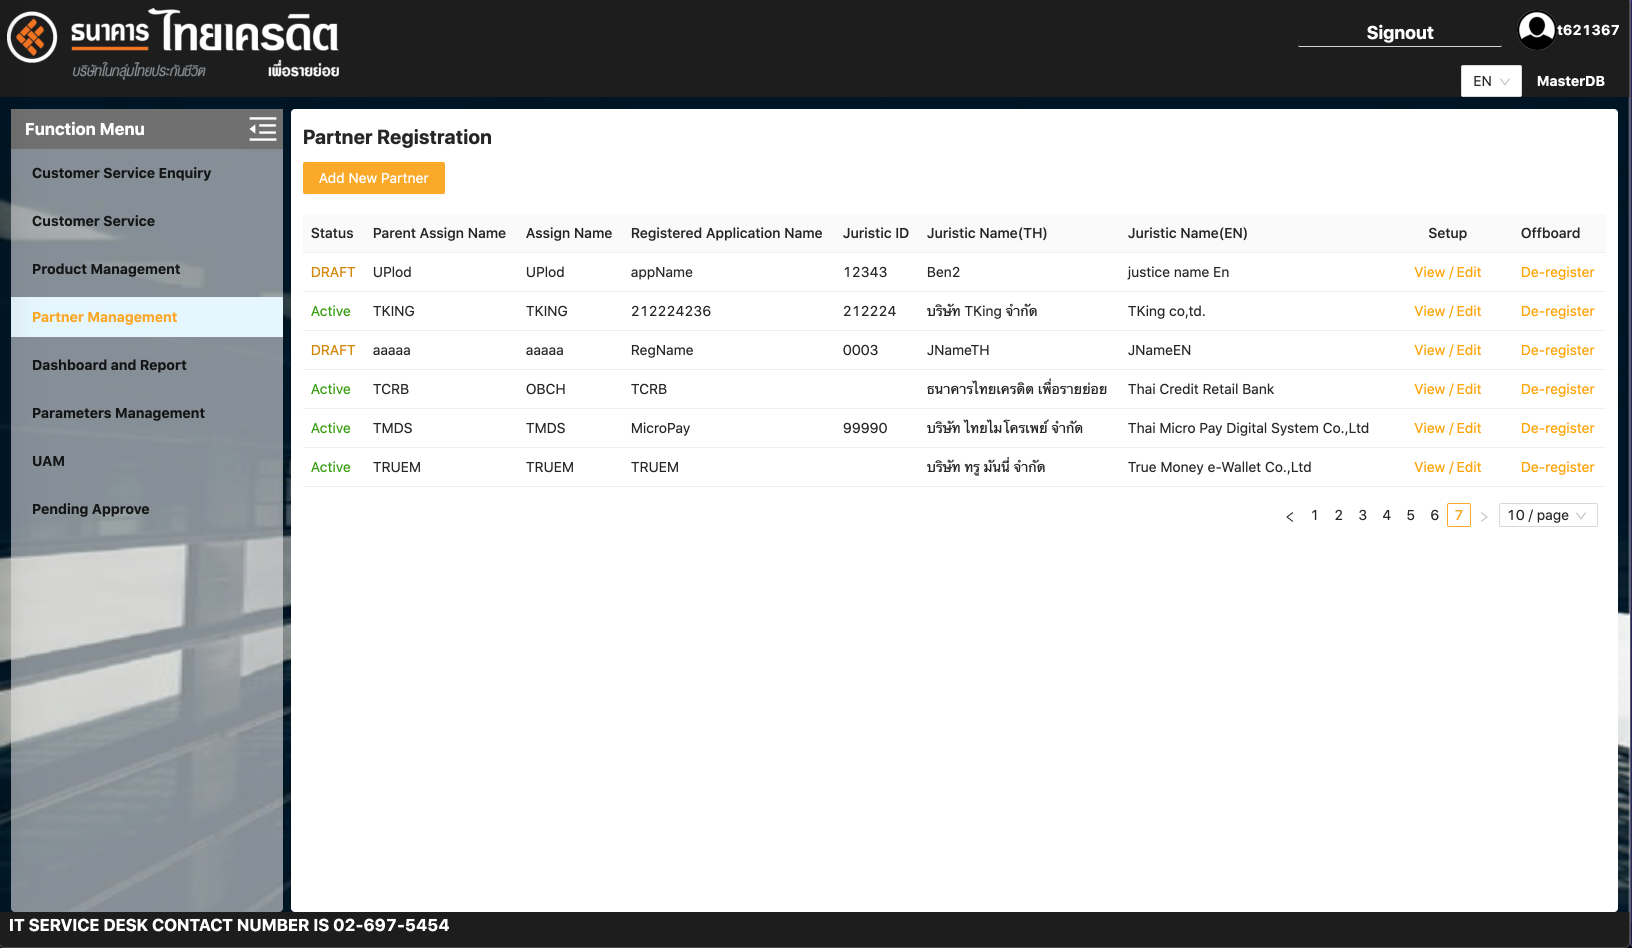 ธนาคาร ไทยเครดิต
บริษัทในกลุ่มไทยประกันชีวิต เพื่อรายย่อย
Signout
t621367
EN
MasterDB
Function Menu
Customer Service Enquiry
Customer Service
Product Management
Partner Management
Dashboard and Report
Parameters Management
UAM
Pending Approve
Partner Registration
Add New Partner
Status Parent Assign Name Assign Name Registered Application Name Juristic ID Juristic Name(TH) Juristic Name(EN) Setup Offboard
DRAFT UPlod UPlod appName 12343 Ben2 justice name En View / Edit De-register
Active TKING TKING 212224236 212224 บริษัท TKing จำกัด TKing co,td. View / Edit De-register
DRAFT aaaaa aaaaa RegName 0003 JNameTH JNameEN View / Edit De-register
Active TCRB OBCH TCRB ธนาคารไทยเครดิต เพื่อรายย่อย Thai Credit Retail Bank View / Edit De-register
Active TMDS TMDS MicroPay 99990 บริษัท ไทยไมโครเพย์ จำกัด Thai Micro Pay Digital System Co.,Ltd View / Edit De-register
Active TRUEM TRUEM TRUEM บริษัท ทรู มันนี่ จำกัด True Money e-Wallet Co.,Ltd View / Edit De-register
< 1 2 3 4 5 6 7 > 10 / page
IT SERVICE DESK CONTACT NUMBER IS 02-697-5454